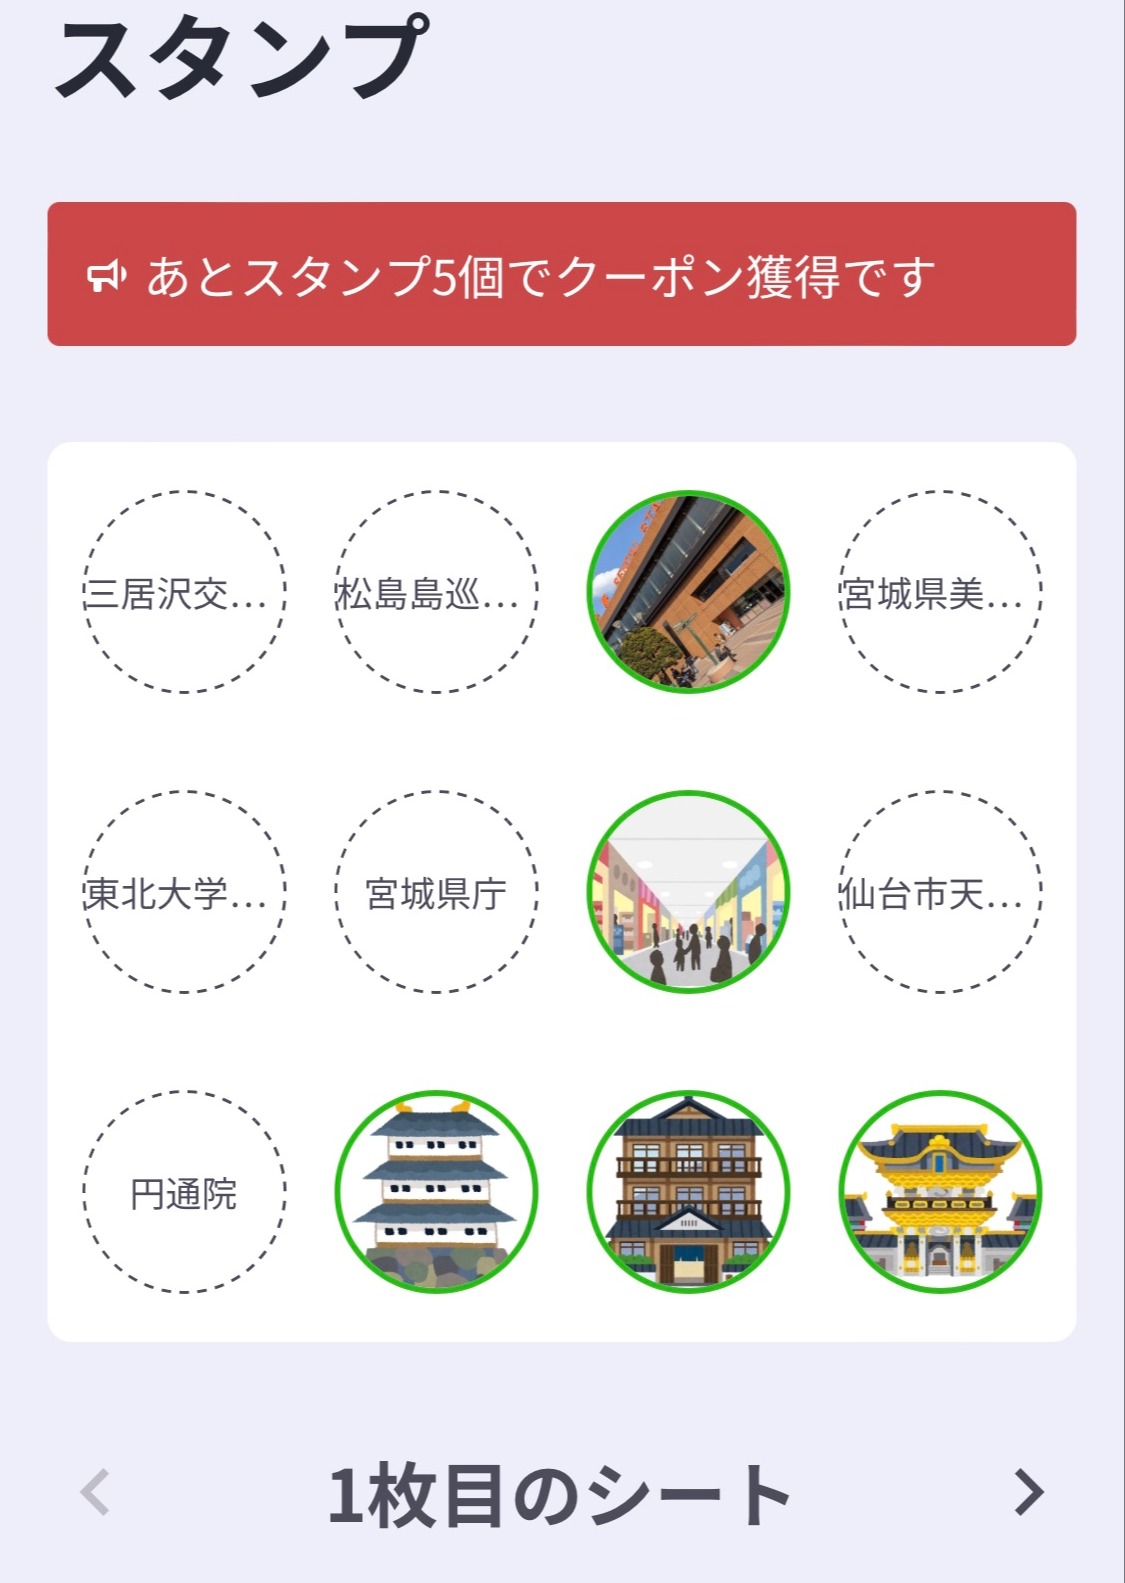 スタンプ
あとスタンプ5個でクーポン獲得です
三居沢交...
松島島巡...
宮城県美...
東北大学...
宮城県庁
仙台市天...
円通院
1枚目のシート